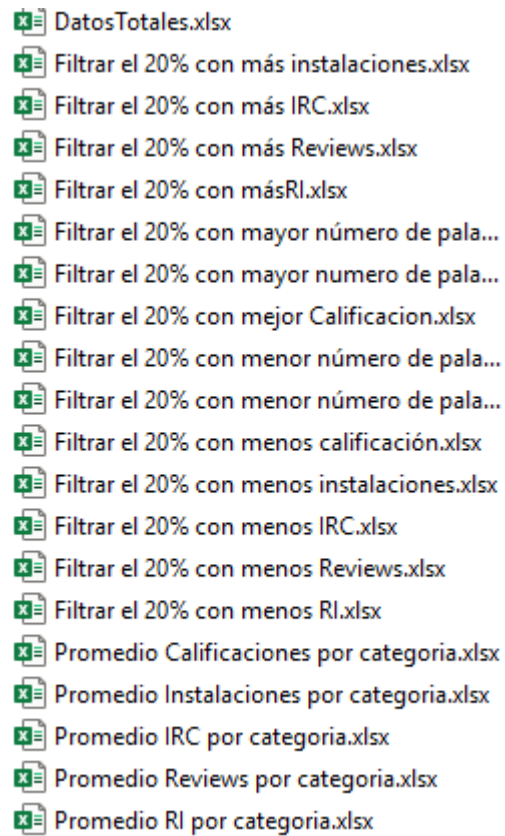 DatosTotales.xlsx
Filtrar el 20% con más instalaciones.xlsx
Filtrar el 20% con más IRC.xlsx
Filtrar el 20% con más Reviews.xlsx
Filtrar el 20% con másRI.xlsx
Filtrar el 20% con mayor número de pala...
Filtrar el 20% con mayor numero de pala...
Filtrar el 20% con mejor Calificacion.xlsx
Filtrar el 20% con menor número de pala...
Filtrar el 20% con menor número de pala...
Filtrar el 20% con menos calificación.xlsx
Filtrar el 20% con menos instalaciones.xlsx
Filtrar el 20% con menos IRC.xlsx
Filtrar el 20% con menos Reviews.xlsx
Filtrar el 20% con menos RI.xlsx
Promedio Calificaciones por categoria.xlsx
Promedio Instalaciones por categoria.xlsx
Promedio IRC por categoria.xlsx
Promedio Reviews por categoria.xlsx
Promedio RI por categoria.xlsx